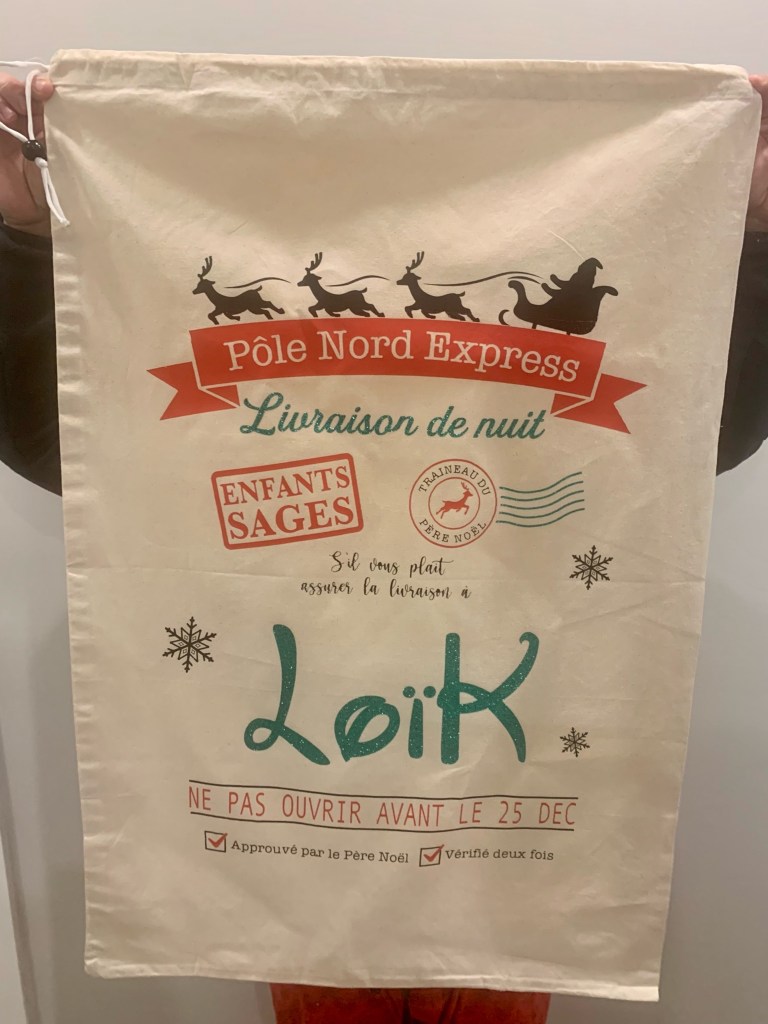 Pôle Nord Express
Livraison de nuit
ENFANTS
SAGES
TRAINEAU DU
PÈRE NOËL
S'il vous plait
assurer la livraison à
Loïk
NE PAS OUVRIR AVANT LE 25 DEC
Approuvé par le Père Noël
Vérifié deux fois